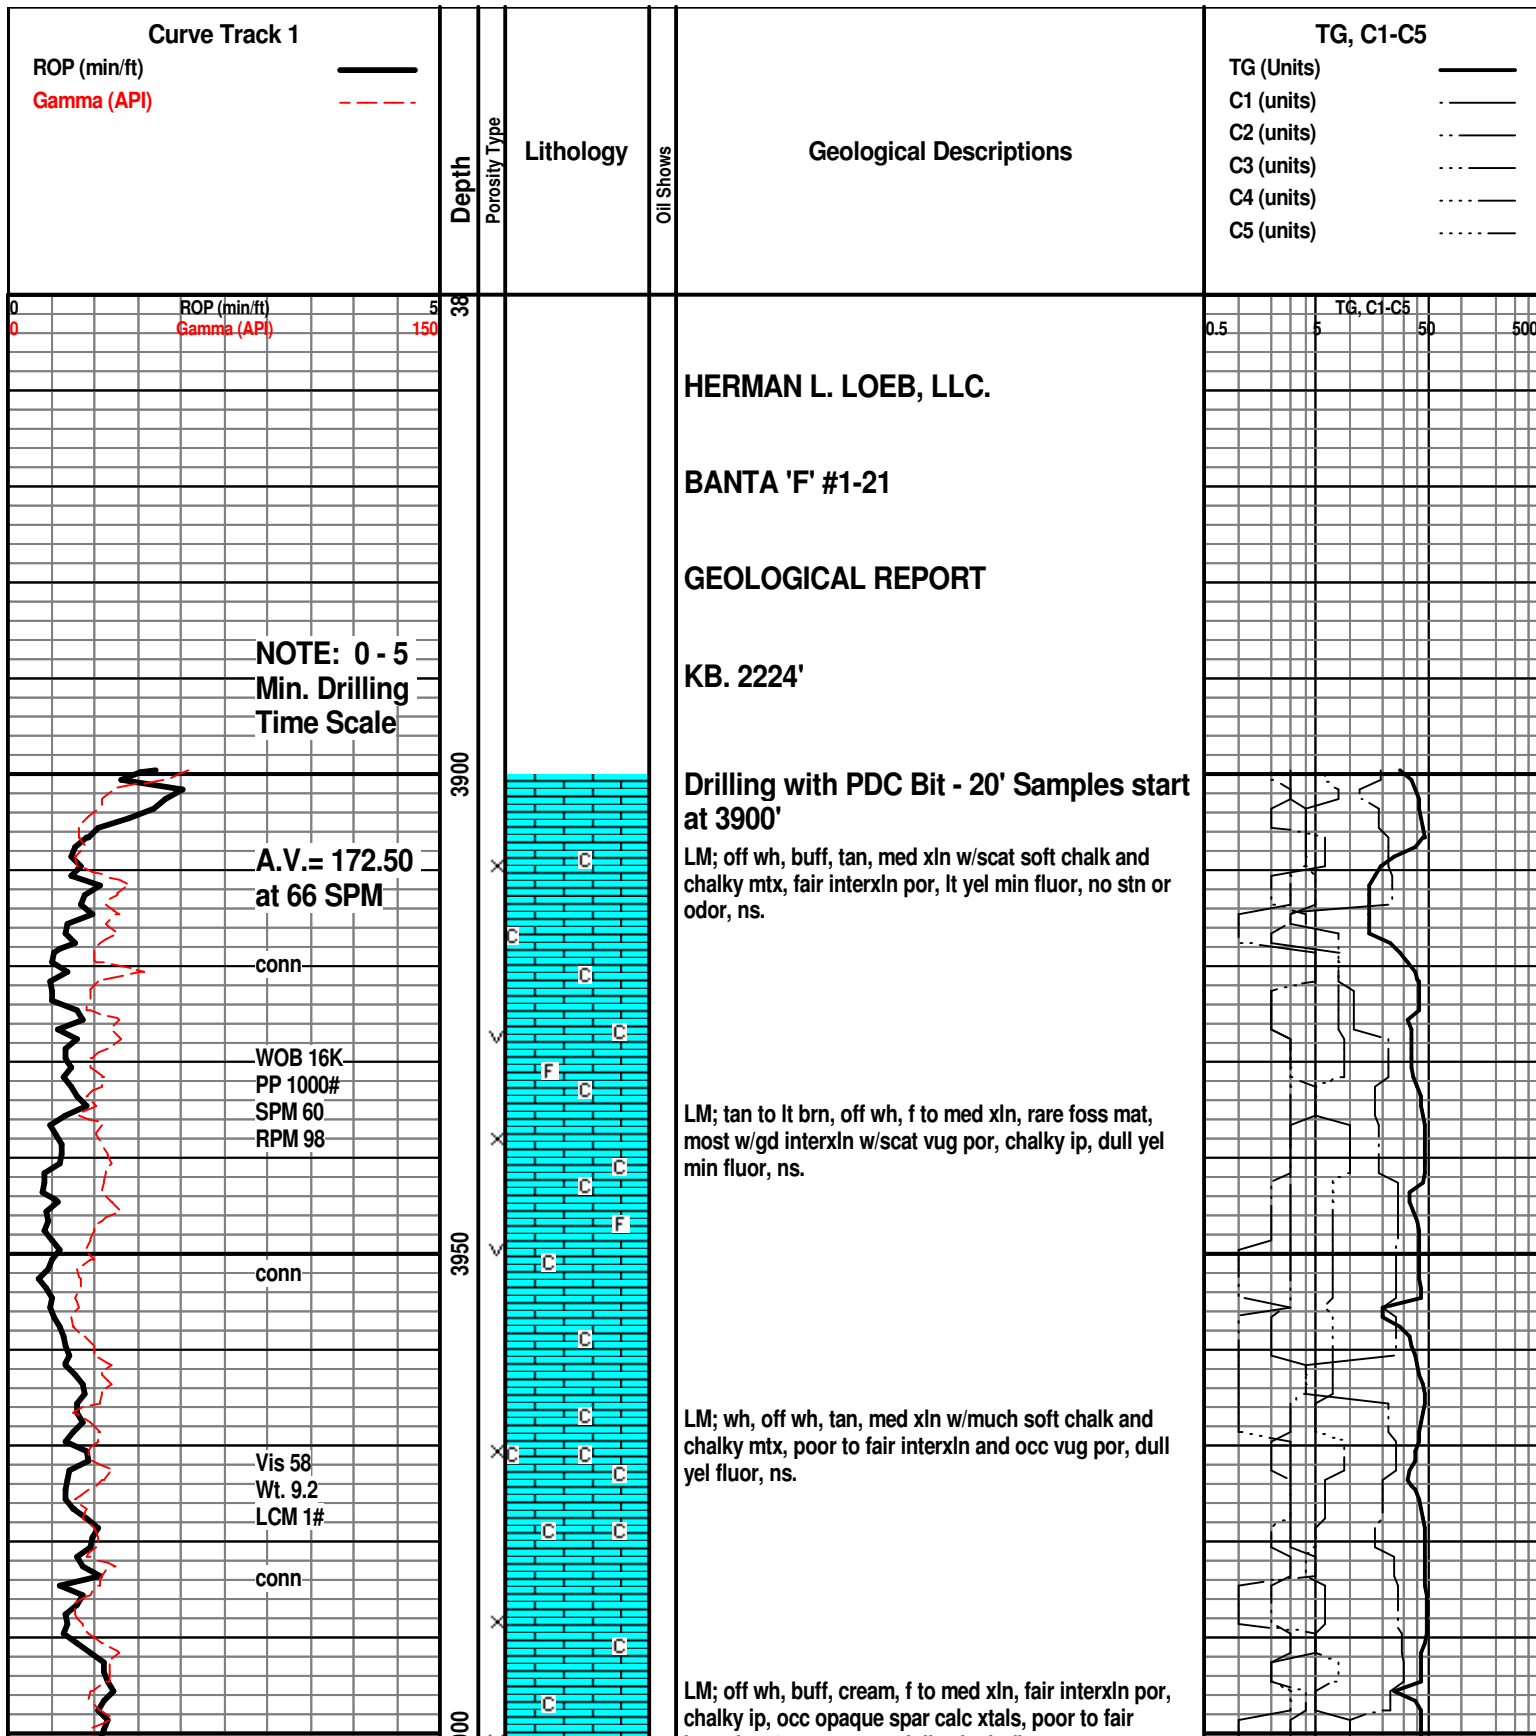 Curve Track 1
ROP (min/ft)
Gamma (API)
Depth
Porosity Type
Lithology
Oil Shows
Geological Descriptions
TG, C1-C5
TG (Units)
C1 (units)
C2 (units)
C3 (units)
C4 (units)
C5 (units)
0 ROP (min/ft) 5
0 Gamma (API) 150
38
TG, C1-C5
0.5 5 50 500
HERMAN L. LOEB, LLC.
BANTA 'F' #1-21
GEOLOGICAL REPORT
KB. 2224'
NOTE: 0 - 5
Min. Drilling
Time Scale
3900
Drilling with PDC Bit - 20' Samples start
at 3900'
A.V.= 172.50
at 66 SPM
LM; off wh, buff, tan, med xln w/scat soft chalk and
chalky mtx, fair interxln por, lt yel min fluor, no stn or
odor, ns.
C
C
conn
C
C
WOB 16K
PP 1000#
SPM 60
RPM 98
F
C
LM; tan to lt brn, off wh, f to med xln, rare foss mat,
most w/gd interxln w/scat vug por, chalky ip, dull yel
min fluor, ns.
C
C
F
3950
C
conn
C
C
LM; wh, off wh, tan, med xln w/much soft chalk and
chalky mtx, poor to fair interxln and occ vug por, dull
yel fluor, ns.
C C
C
Vis 58
Wt. 9.2
LCM 1#
C C
conn
C
C
LM; off wh, buff, cream, f to med xln, fair interxln por,
chalky ip, occ opaque spar calc xtals, poor to fair